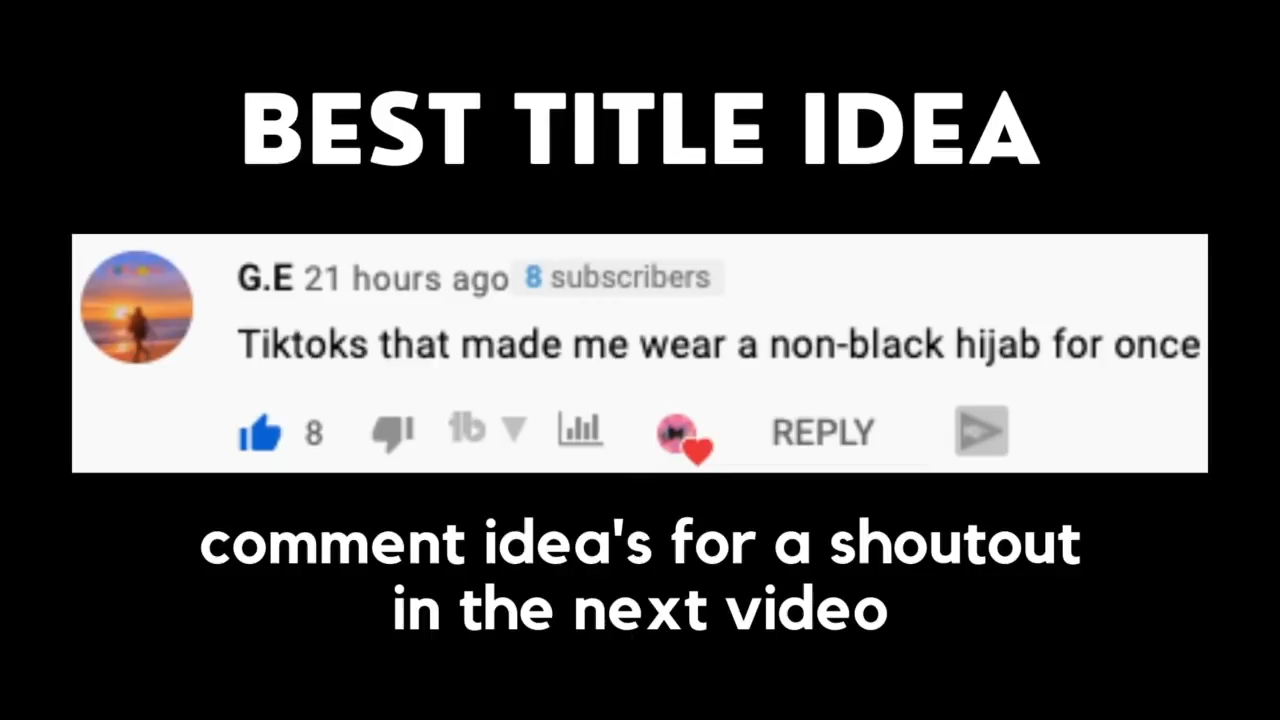 BEST TITLE IDEA
G.E 21 hours ago 8 subscribers
Tiktoks that made me wear a non-black hijab for once
8 REPLY
comment idea's for a shoutout
in the next video